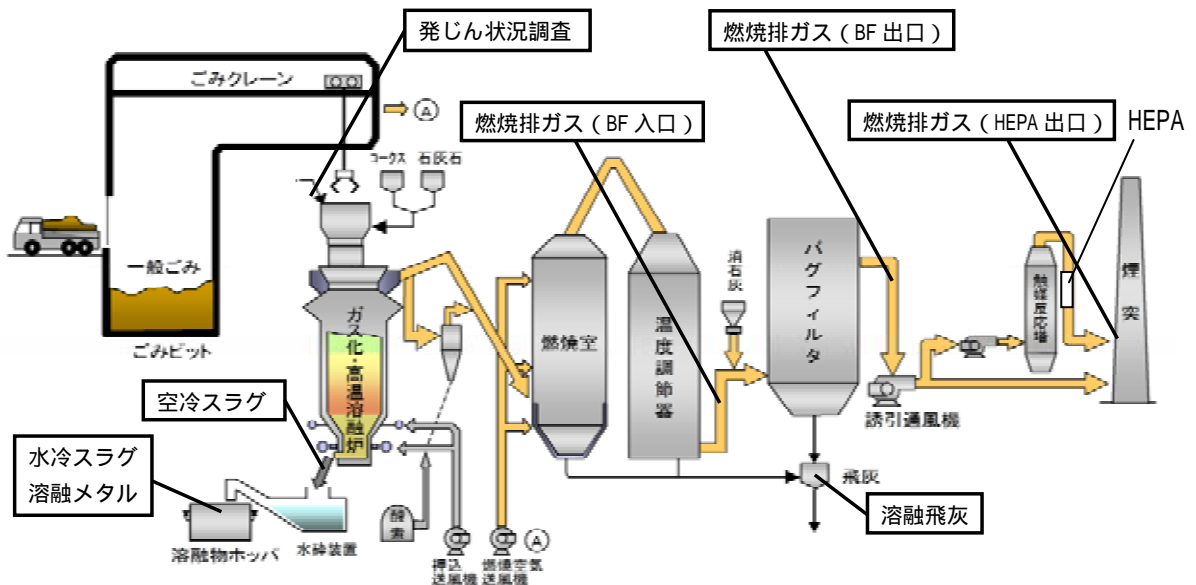 発じん状況調査
燃焼排ガス（BF 出口）
ごみクレーン
A
燃焼排ガス（BF 入口）
燃焼排ガス（HEPA 出口）
HEPA
コークス
石灰石
一般ごみ
ごみピット
ガス化・高温溶融炉
燃焼室
温度調節器
消石灰
バグフィルタ
触媒反応塔
煙突
誘引通風機
空冷スラグ
水冷スラグ
溶融メタル
溶融物ホッパ
水砕装置
酸素
押込
送風機
燃焼空気
送風機
A
飛灰
溶融飛灰